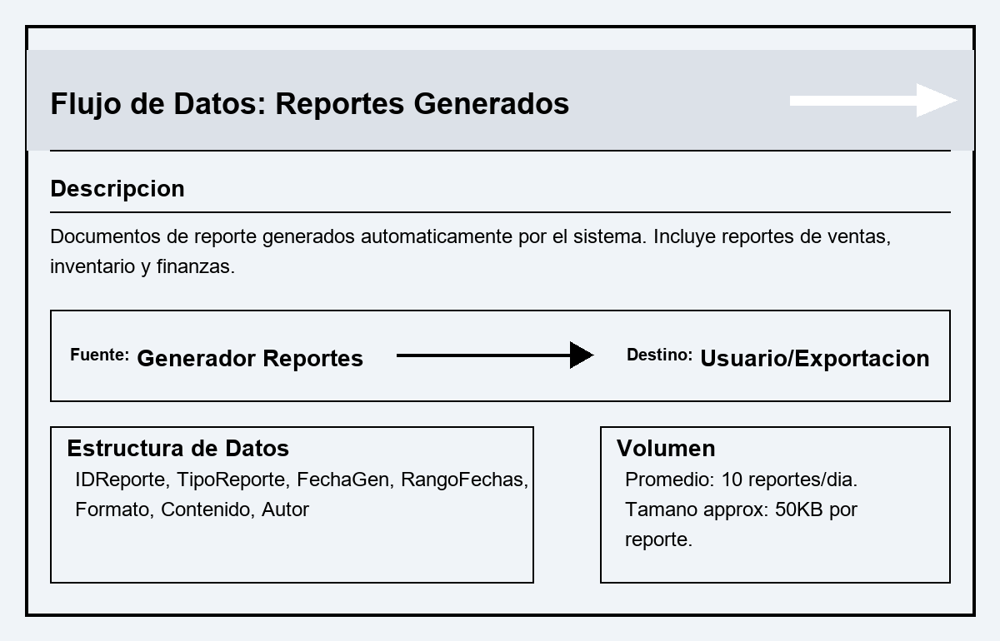 Flujo de Datos: Reportes Generados
Descripcion
Documentos de reporte generados automaticamente por el sistema. Incluye reportes de ventas,
inventario y finanzas.
Fuente: Generador Reportes
Destino: Usuario/Exportacion
Estructura de Datos
IDReporte, TipoReporte, FechaGen, RangoFechas,
Formato, Contenido, Autor
Volumen
Promedio: 10 reportes/dia.
Tamano approx: 50KB por
reporte.